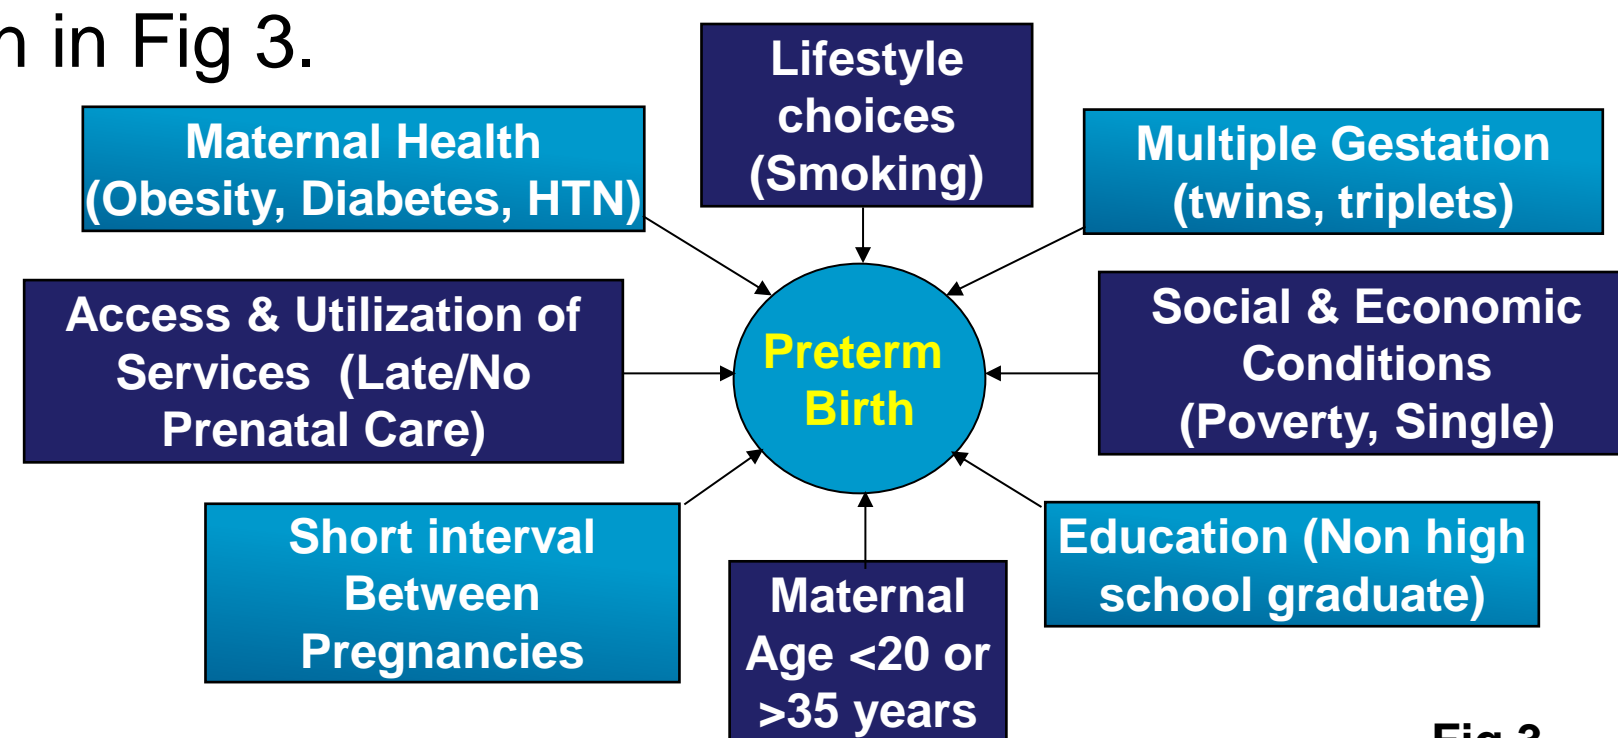 in Fig 3.
Lifestyle
choices
(Smoking)
Maternal Health
(Obesity, Diabetes, HTN)
Multiple Gestation
(twins, triplets)
Access & Utilization of
Services (Late/No
Prenatal Care)
Preterm
Birth
Social & Economic
Conditions
(Poverty, Single)
Short interval
Between
Pregnancies
Maternal
Age <20 or
>35 years
Education (Non high
school graduate)
Fig 3